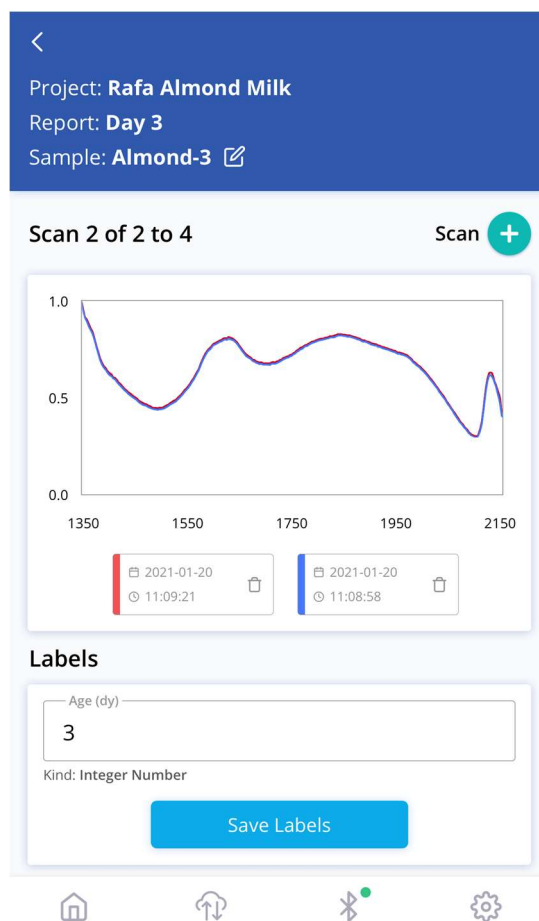 Project: Rafa Almond Milk
Report: Day 3
Sample: Almond-3
Scan 2 of 2 to 4
Scan
1.0
0.5
0.0
1350 1550 1750 1950 2150
2021-01-20
11:09:21
2021-01-20
11:08:58
Labels
Age (dy)
3
Kind: Integer Number
Save Labels